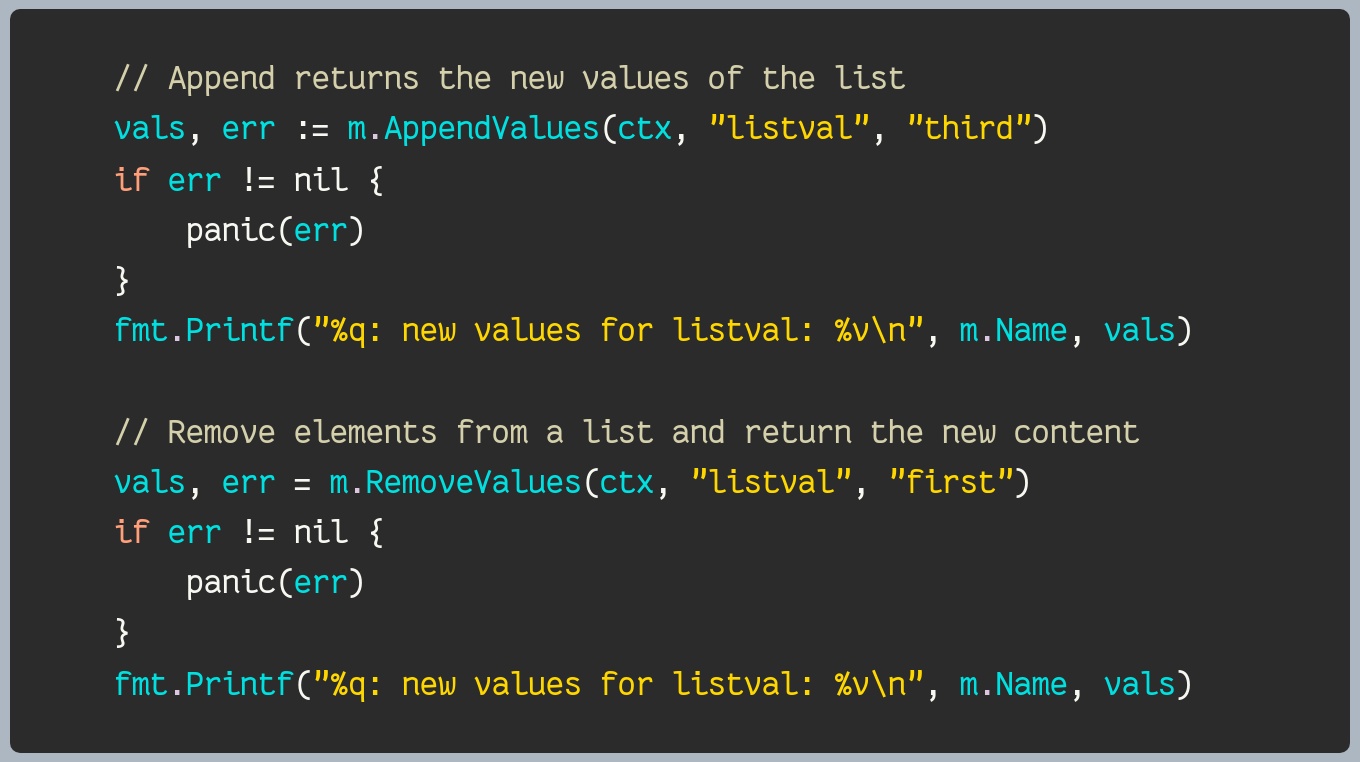 // Append returns the new values of the list
vals, err := m.AppendValues(ctx, "listval", "third")
if err != nil {
    panic(err)
}
fmt.Printf("%q: new values for listval: %v\n", m.Name, vals)

// Remove elements from a list and return the new content
vals, err = m.RemoveValues(ctx, "listval", "first")
if err != nil {
    panic(err)
}
fmt.Printf("%q: new values for listval: %v\n", m.Name, vals)